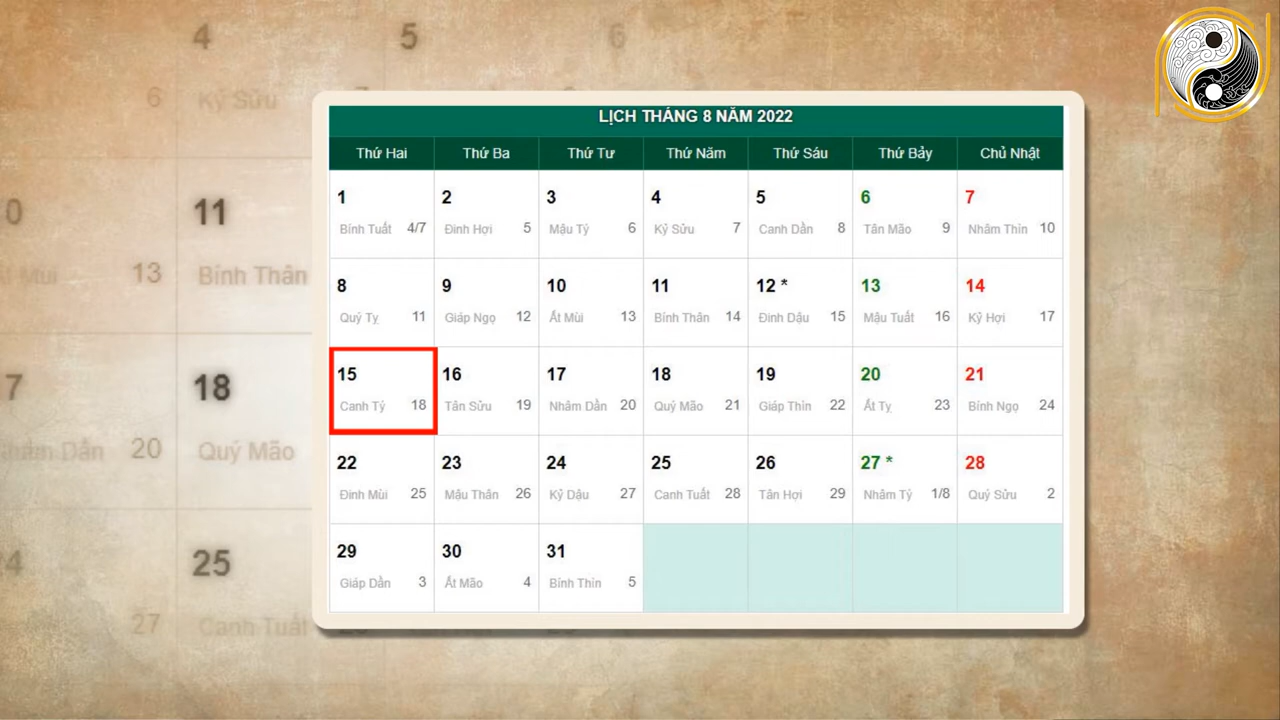 4 5 6
6 Kỷ Sửu 7
LỊCH THÁNG 8 NĂM 2022
Thứ Hai Thứ Ba Thứ Tư Thứ Năm Thứ Sáu Thứ Bảy Chủ Nhật
1 2 3 4 5 6 7
Bính Tuất 4/7 Đinh Hợi 5 Mậu Tý 6 Kỷ Sửu 7 Canh Dần 8 Tân Mão 9 Nhâm Thìn 10
8 9 10 11 12 * 13 14
Quý Tỵ 11 Giáp Ngọ 12 Ất Mùi 13 Bính Thân 14 Đinh Dậu 15 Mậu Tuất 16 Kỷ Hợi 17
15 16 17 18 19 20 21
Canh Tý 18 Tân Sửu 19 Nhâm Dần 20 Quý Mão 21 Giáp Thìn 22 Ất Tỵ 23 Bính Ngọ 24
22 23 24 25 26 27 * 28
Đinh Mùi 25 Mậu Thân 26 Kỷ Dậu 27 Canh Tuất 28 Tân Hợi 29 Nhâm Tý 1/8 Quý Sửu 2
29 30 31
Giáp Dần 3 Ất Mão 4 Bính Thìn 5
0 11
Mùi 13 Bính Thân
7 18
Nhâm Dần 20 Quý Mão
4 25
27 Canh Tuất